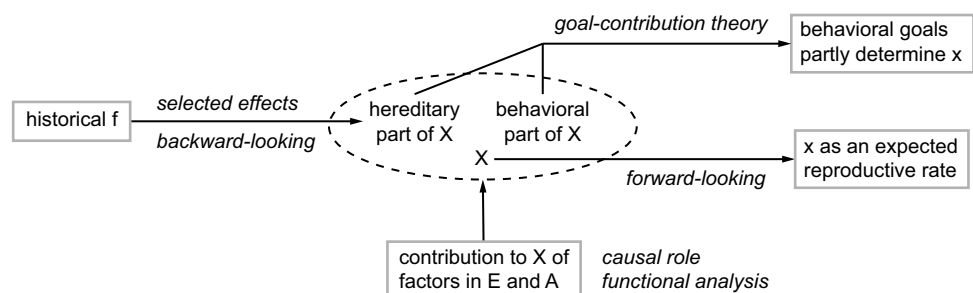 goal-contribution theory
behavioral goals
partly determine x
historical f
selected effects
backward-looking
hereditary
part of X
behavioral
part of X
X
forward-looking
x as an expected
reproductive rate
contribution to X of
factors in E and A
causal role
functional analysis